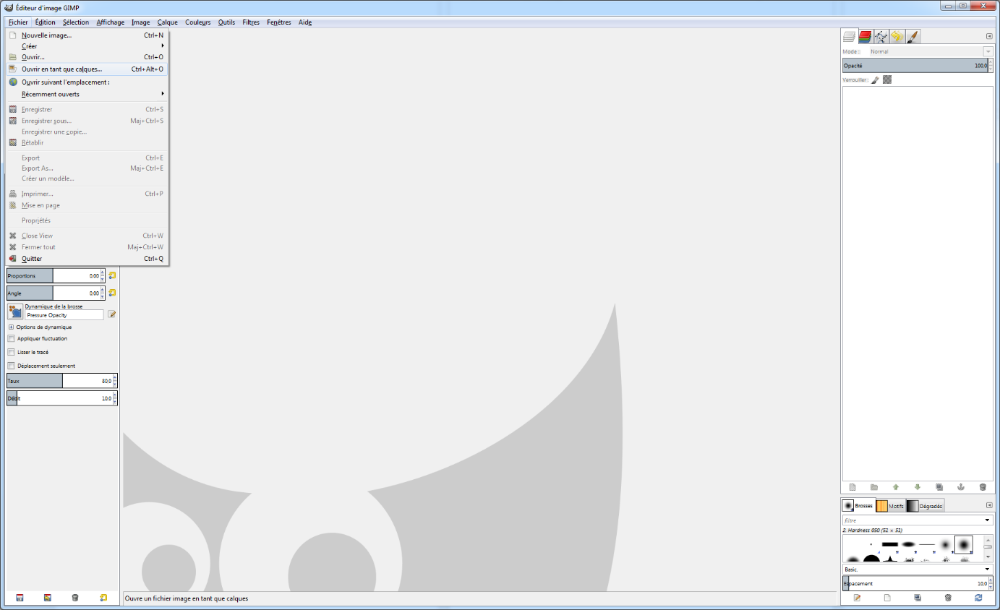 Éditeur d'image GIMP
Fichier Édition Sélection Affichage Image Calque Couleurs Outils Filtres Fenêtres Aide
Nouvelle image... Ctrl+N
Créer
Ouvrir... Ctrl+O
Ouvrir en tant que calques... Ctrl+Alt+O
Ouvrir suivant l'emplacement :
Récemment ouverts
Enregistrer Ctrl+S
Enregistrer sous... Maj+Ctrl+S
Enregistrer une copie...
Rétablir
Export Ctrl+E
Export As... Maj+Ctrl+E
Créer un modèle...
Imprimer... Ctrl+P
Mise en page
Propriétés
Close View Ctrl+W
Fermer tout Maj+Ctrl+W
Quitter Ctrl+Q
Proportions 0,00
Angle 0,00
Dynamique de la brosse
Pressure Opacity
Options de dynamique
Appliquer fluctuation
Lisser le tracé
Déplacement seulement
Taux 80,0
Débit 10,0
Ouvre un fichier image en tant que calques
Mode : Normal
Opacité 100,0
Verrouiller :
Brosses Motifs Dégradés
filtre
2. Hardness 050 (51 × 51)
Basic,
Espacement 10,0